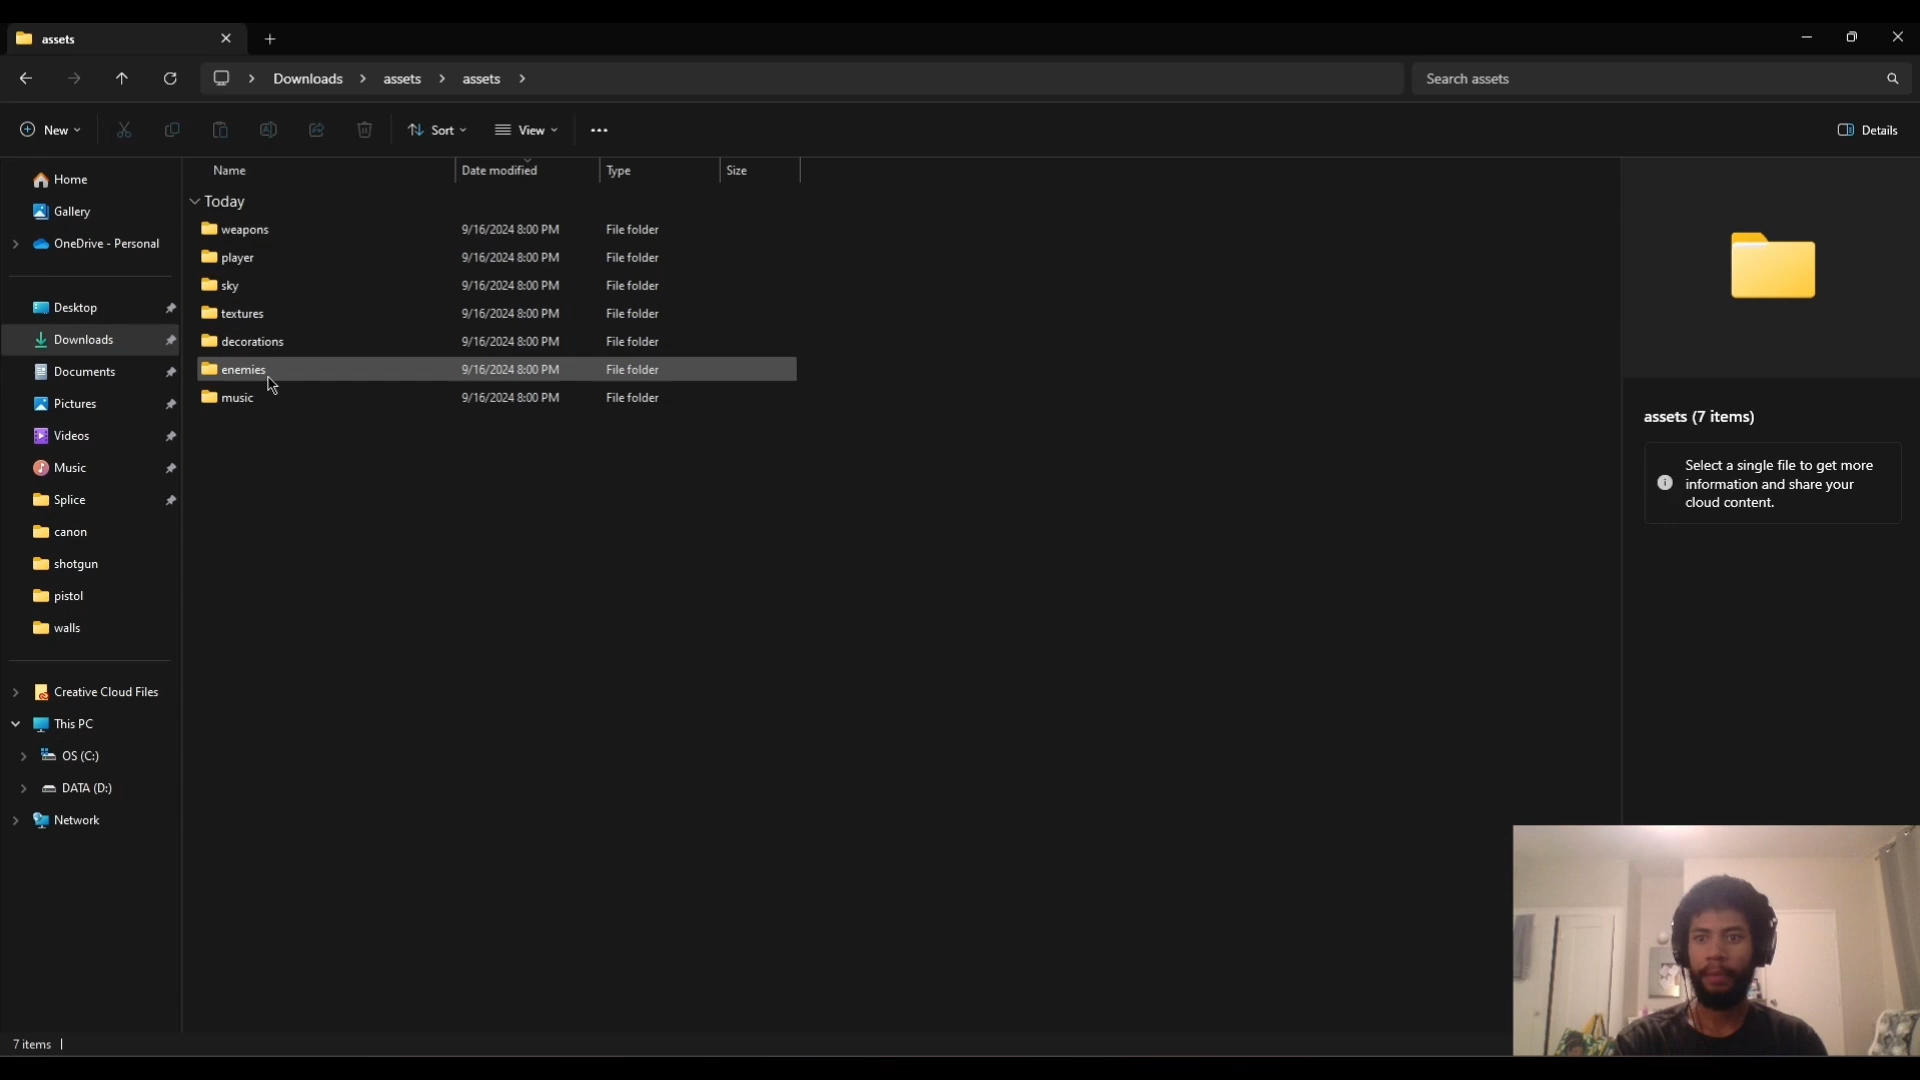 assets
Downloads > assets > assets >
Search assets
New
Sort
View
Details
Home
Gallery
OneDrive - Personal
Desktop
Downloads
Documents
Pictures
Videos
Music
Splice
canon
shotgun
pistol
walls
Creative Cloud Files
This PC
OS (C:)
DATA (D:)
Network
Name Date modified Type Size
Today
weapons 9/16/2024 8:00 PM File folder
player 9/16/2024 8:00 PM File folder
sky 9/16/2024 8:00 PM File folder
textures 9/16/2024 8:00 PM File folder
decorations 9/16/2024 8:00 PM File folder
enemies 9/16/2024 8:00 PM File folder
music 9/16/2024 8:00 PM File folder
assets (7 items)
Select a single file to get more
information and share your
cloud content.
7 items